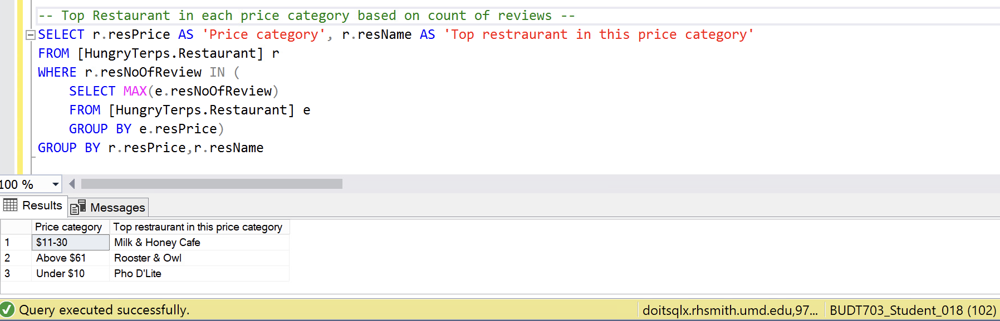 -- Top Restaurant in each price category based on count of reviews --
SELECT r.resPrice AS 'Price category', r.resName AS 'Top restraurant in this price category'
FROM [HungryTerps.Restaurant] r
WHERE r.resNoOfReview IN (
SELECT MAX(e.resNoOfReview)
FROM [HungryTerps.Restaurant] e
GROUP BY e.resPrice)
GROUP BY r.resPrice,r.resName
100 %
Results Messages
Price category Top restraurant in this price category
1 $11-30 Milk & Honey Cafe
2 Above $61 Rooster & Owl
3 Under $10 Pho D'Lite
Query executed successfully. doitsqlx.rhsmith.umd.edu,97... BUDT703_Student_018 (102)